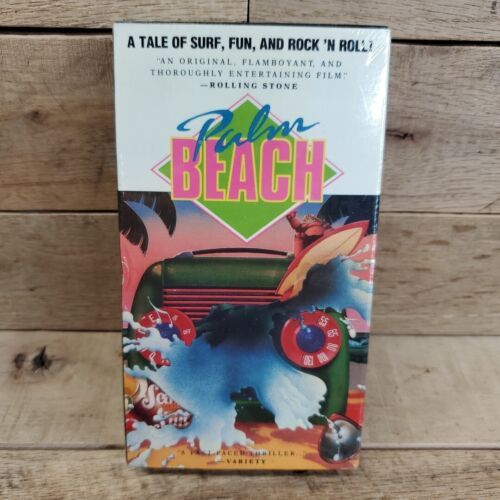 A TALE OF SURF, FUN, AND ROCK 'N ROLL!
"AN ORIGINAL, FLAMBOYANT, AND
THOROUGHLY ENTERTAINING FILM."
—ROLLING STONE
Palm
BEACH
OFF
"A FAST PACED THRILLER
—VARIETY